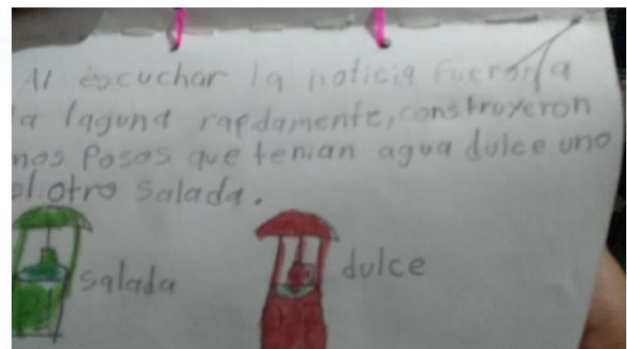 Al escuchar la noticia fueron a
la laguna rapdamente, construyeron
nos Posos que tenian agua dulce uno
el otro salada.
salada
dulce